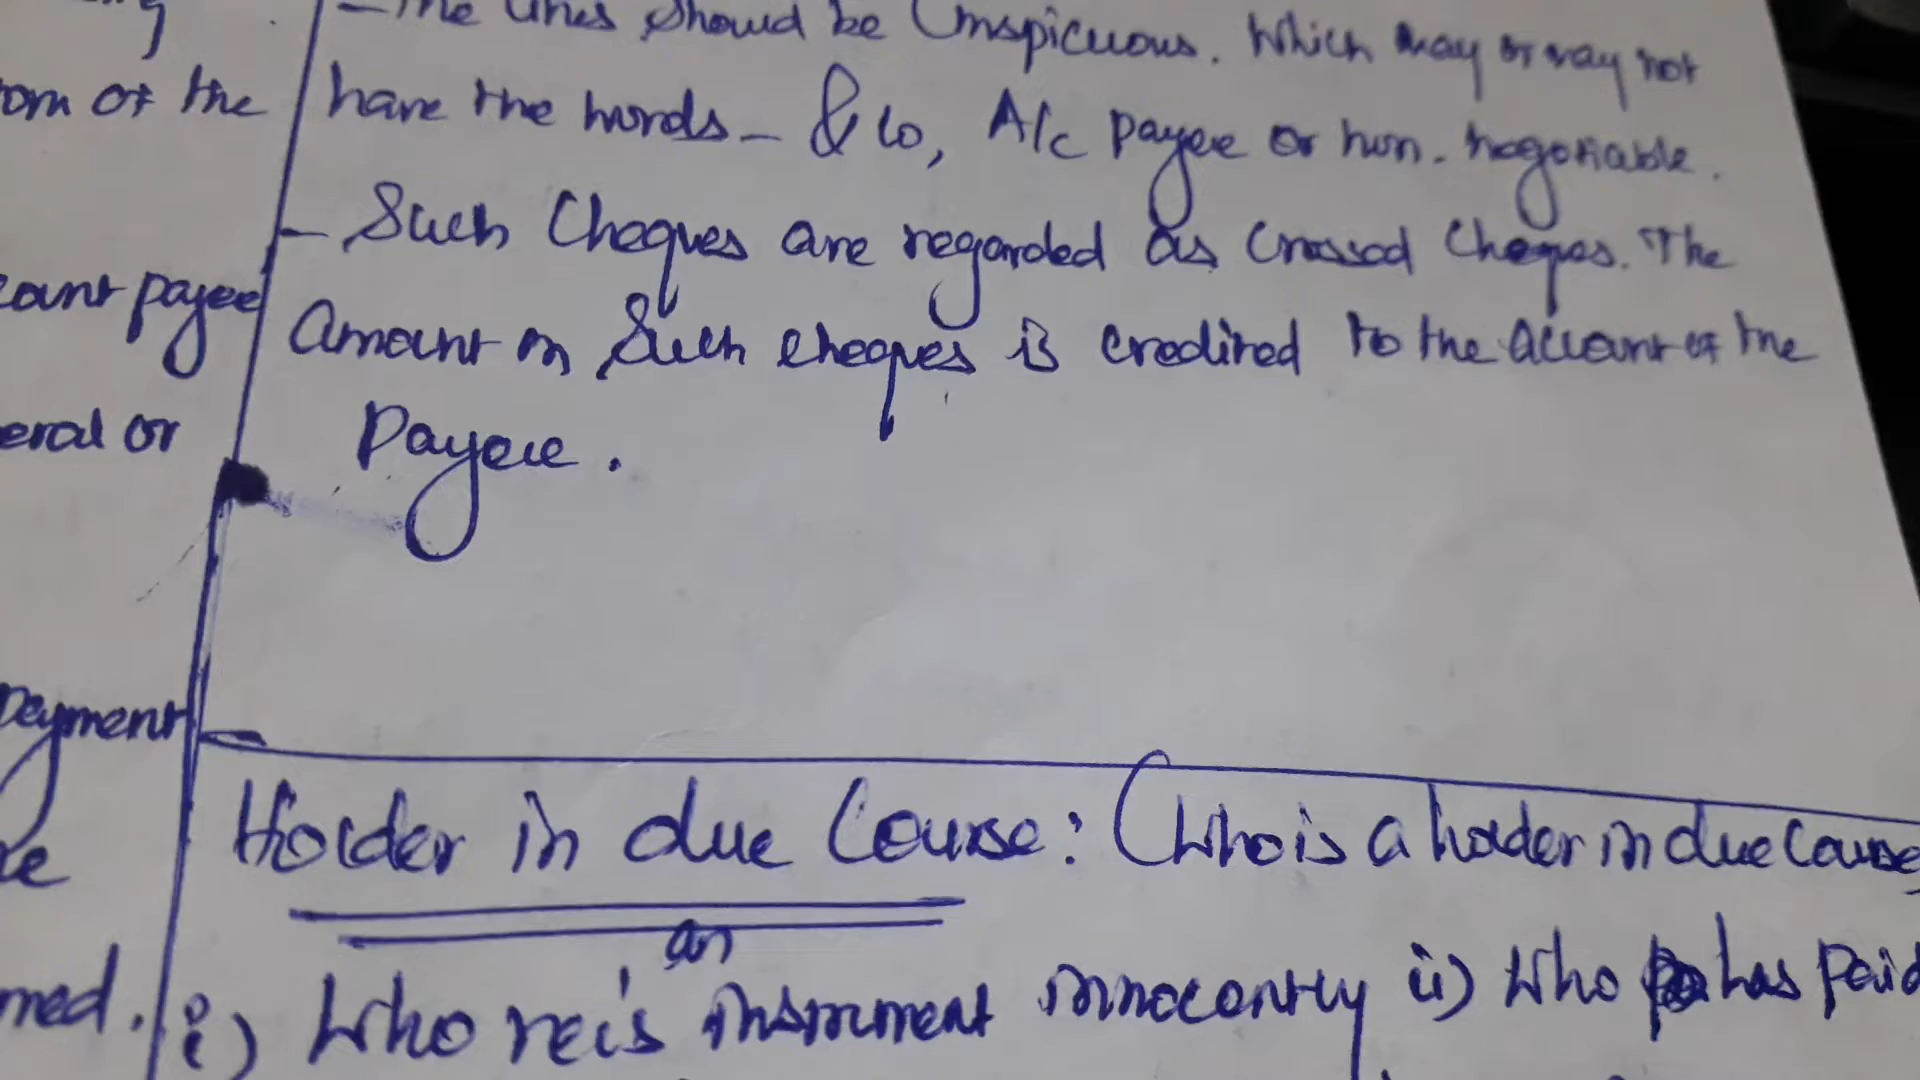 om of the
count payee
eral or
Payment
re
med.
- The lines should be Conspicuous. Which may or may not
have the words - & Co, A/c payee or non. negotiable.
- Such Cheques are regarded as Crossed Cheques. The
Amount on Such cheques is credited to the account of the
Payee.
Holder in due Course: (Who is a holder in due Course
an
i) Who reis instrument innocently ii) Who has paid